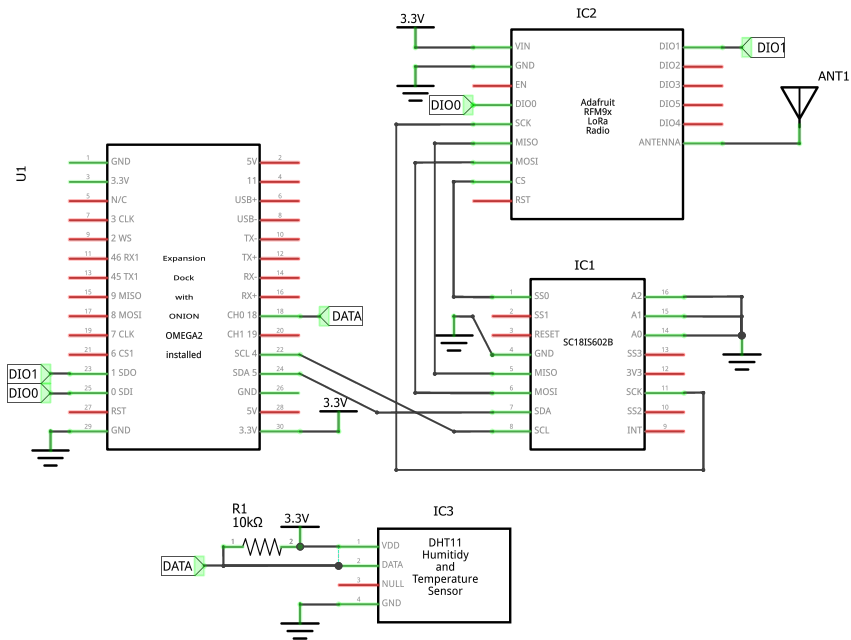 3.3V
IC2
VIN
GND
EN
DIO0
DIO0
SCK
MISO
MOSI
CS
RST
Adafruit
RFM9x
LoRa
Radio
DIO1
DIO1
DIO2
DIO3
DIO5
DIO4
ANTENNA
ANT1
U1
1 GND 5V 2
3 3.3V 11 4
5 N/C USB+ 6
7 3 CLK USB- 8
9 2 WS TX- 10
11 46 RX1 TX+ 12
13 45 TX1 RX- 14
15 9 MISO RX+ 16
17 8 MOSI CH0 18 18 DATA
19 7 CLK CH1 19 20
21 6 CS1 SCL 4 22
DIO1 23 1 SDO SDA 5 24
DIO0 25 0 SDI GND 26
27 RST 5V 28
29 GND 3.3V 30
3.3V
Expansion
Dock
with
ONION
OMEGA2
installed
IC1
1 SS0 A2 16
2 SS1 A1 15
3 RESET A0 14
4 GND SS3 13
5 MISO 3V3 12
6 MOSI SCK 11
7 SDA SS2 10
8 SCL INT 9
SC18IS602B
R1
10kΩ
3.3V
1 2
DATA
IC3
1 VDD
2 DATA
3 NULL
4 GND
DHT11
Humitidy
and
Temperature
Sensor